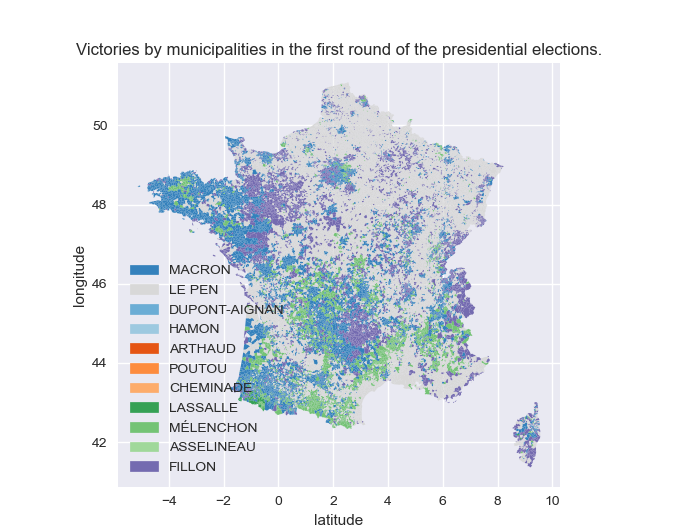 Victories by municipalities in the first round of the presidential elections.
50
48
46
44
42
longitude
MACRON
LE PEN
DUPONT-AIGNAN
HAMON
ARTHAUD
POUTOU
CHEMINADE
LASSALLE
MÉLENCHON
ASSELINEAU
FILLON
−4 −2 0 2 4 6 8 10
latitude